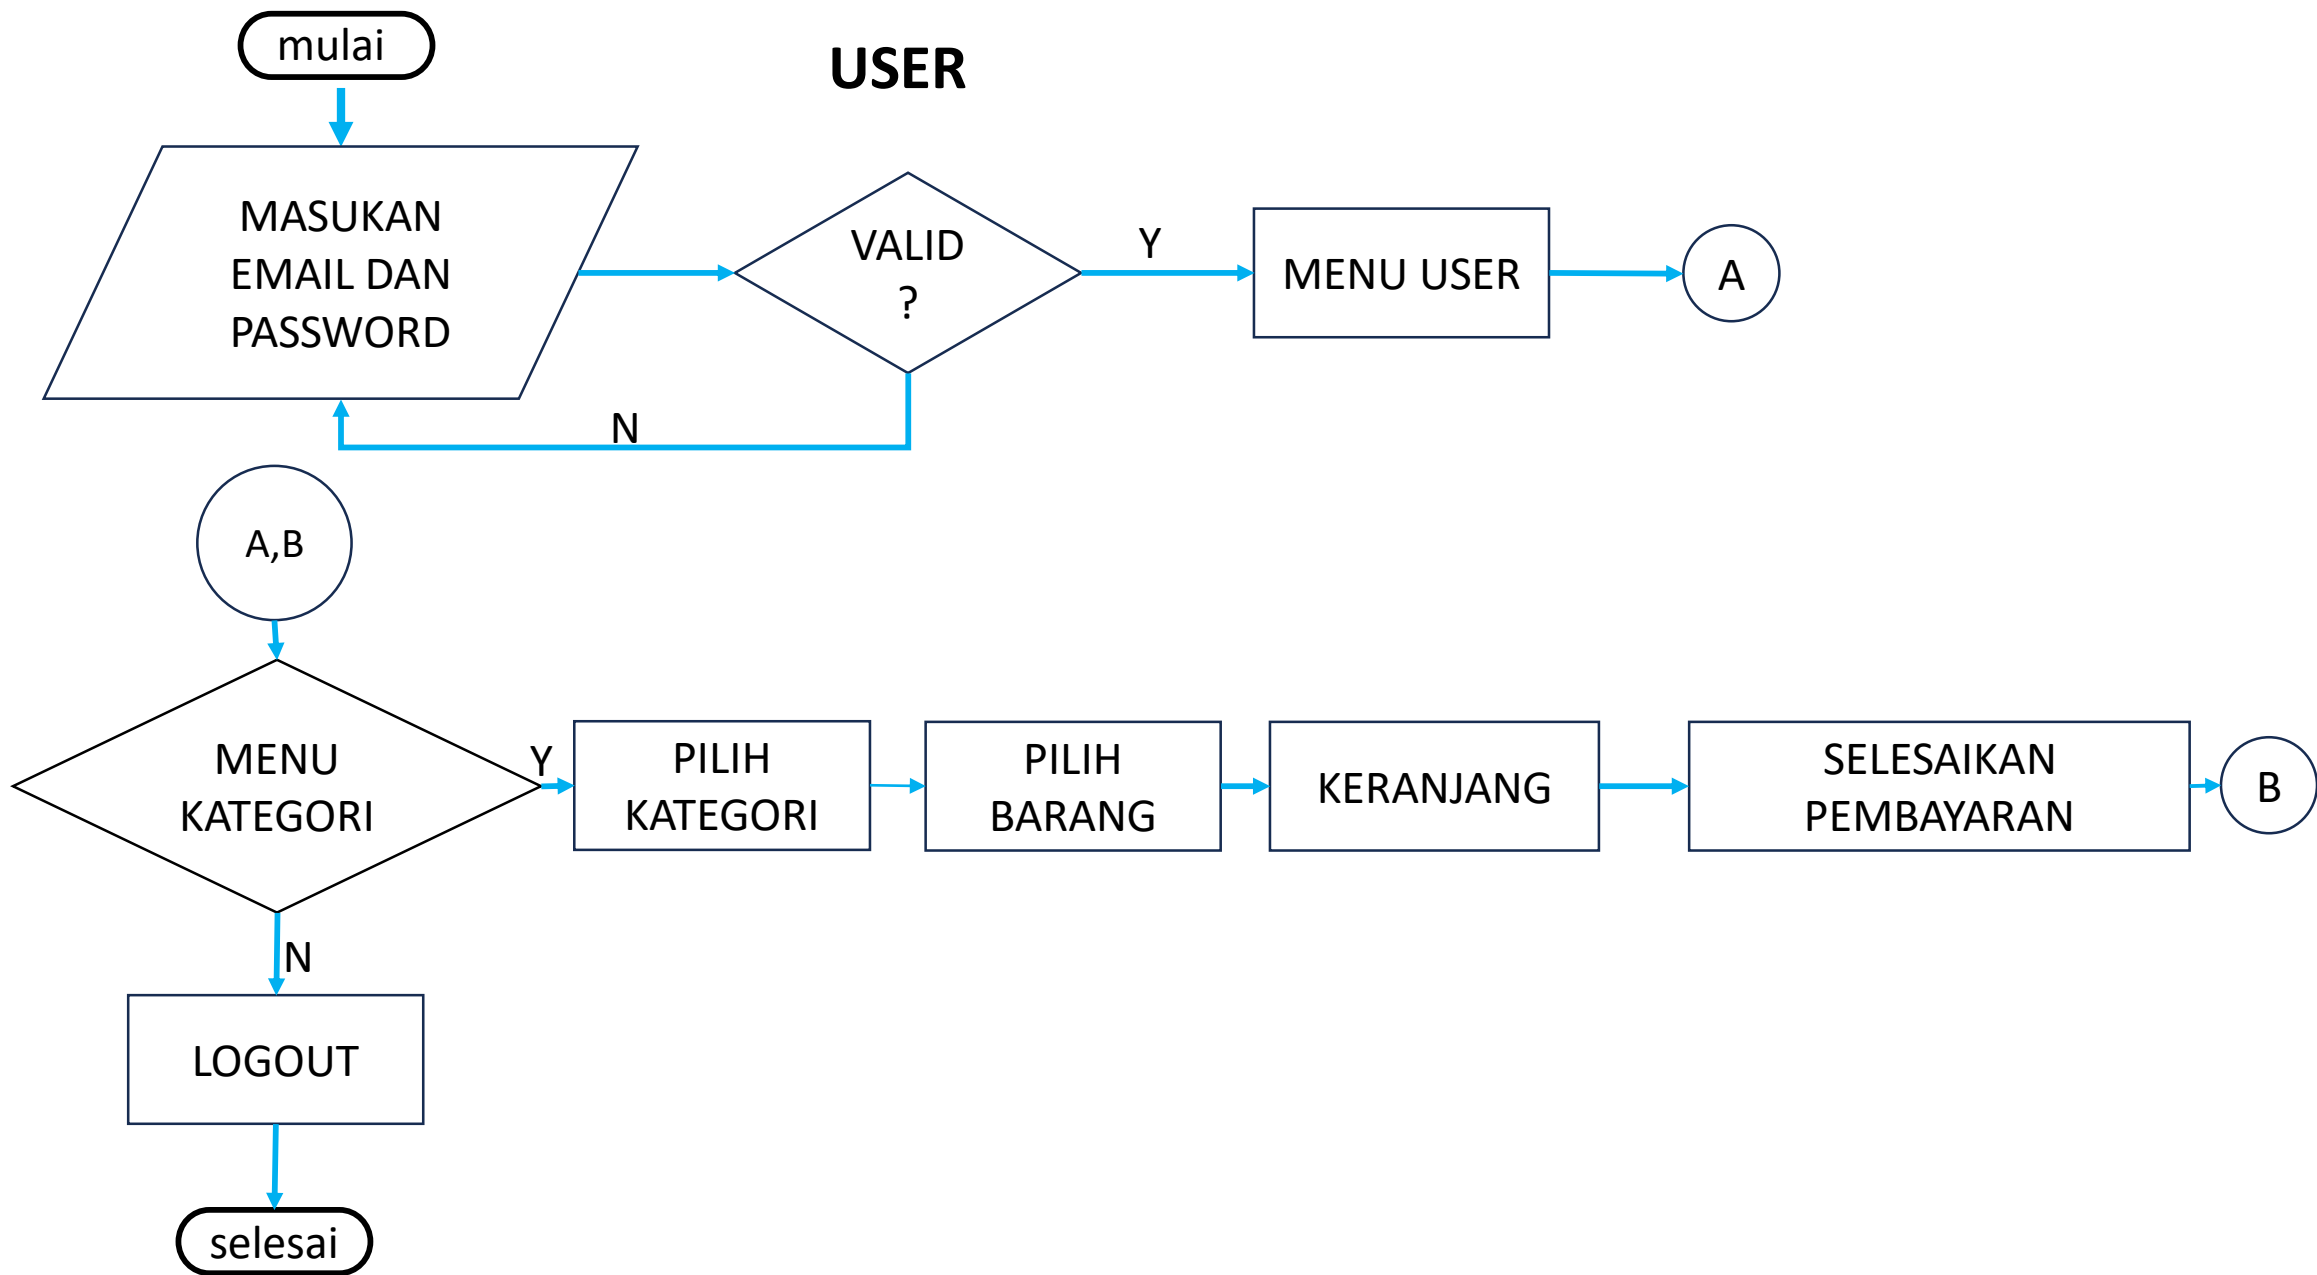 mulai
USER
MASUKAN
EMAIL DAN
PASSWORD
VALID
?
Y
MENU USER
A
N
A,B
MENU
KATEGORI
Y
PILIH
KATEGORI
PILIH
BARANG
KERANJANG
SELESAIKAN
PEMBAYARAN
B
N
LOGOUT
selesai